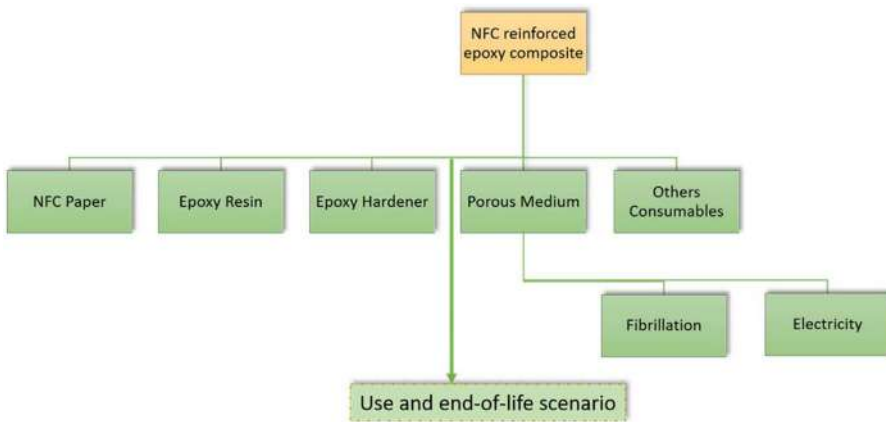 NFC reinforced
epoxy composite
NFC Paper
Epoxy Resin
Epoxy Hardener
Porous Medium
Others
Consumables
Fibrillation
Electricity
Use and end-of-life scenario